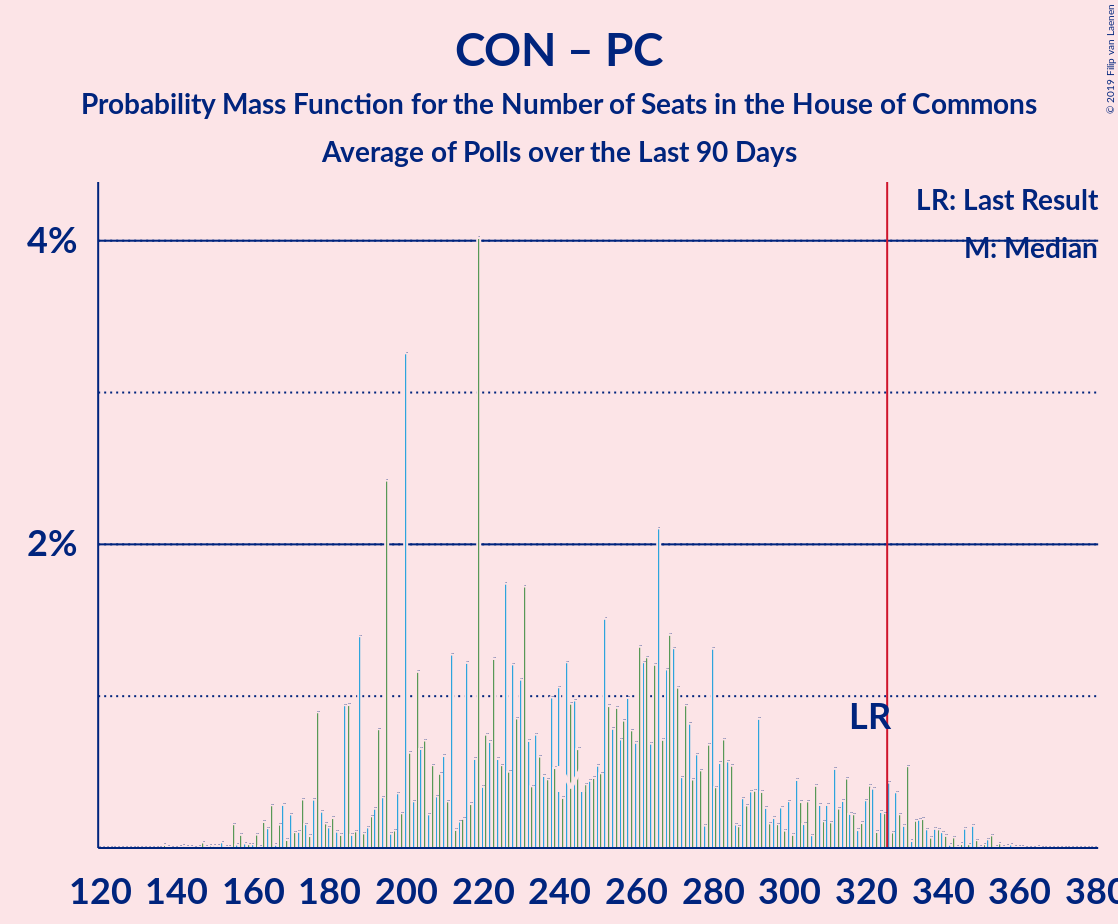 CON – PC
Probability Mass Function for the Number of Seats in the House of Commons
Average of Polls over the Last 90 Days
© 2019 Filip van Laenen
LR: Last Result
M: Median
4%
2%
LR
120 140 160 180 200 220 240 260 280 300 320 340 360 380